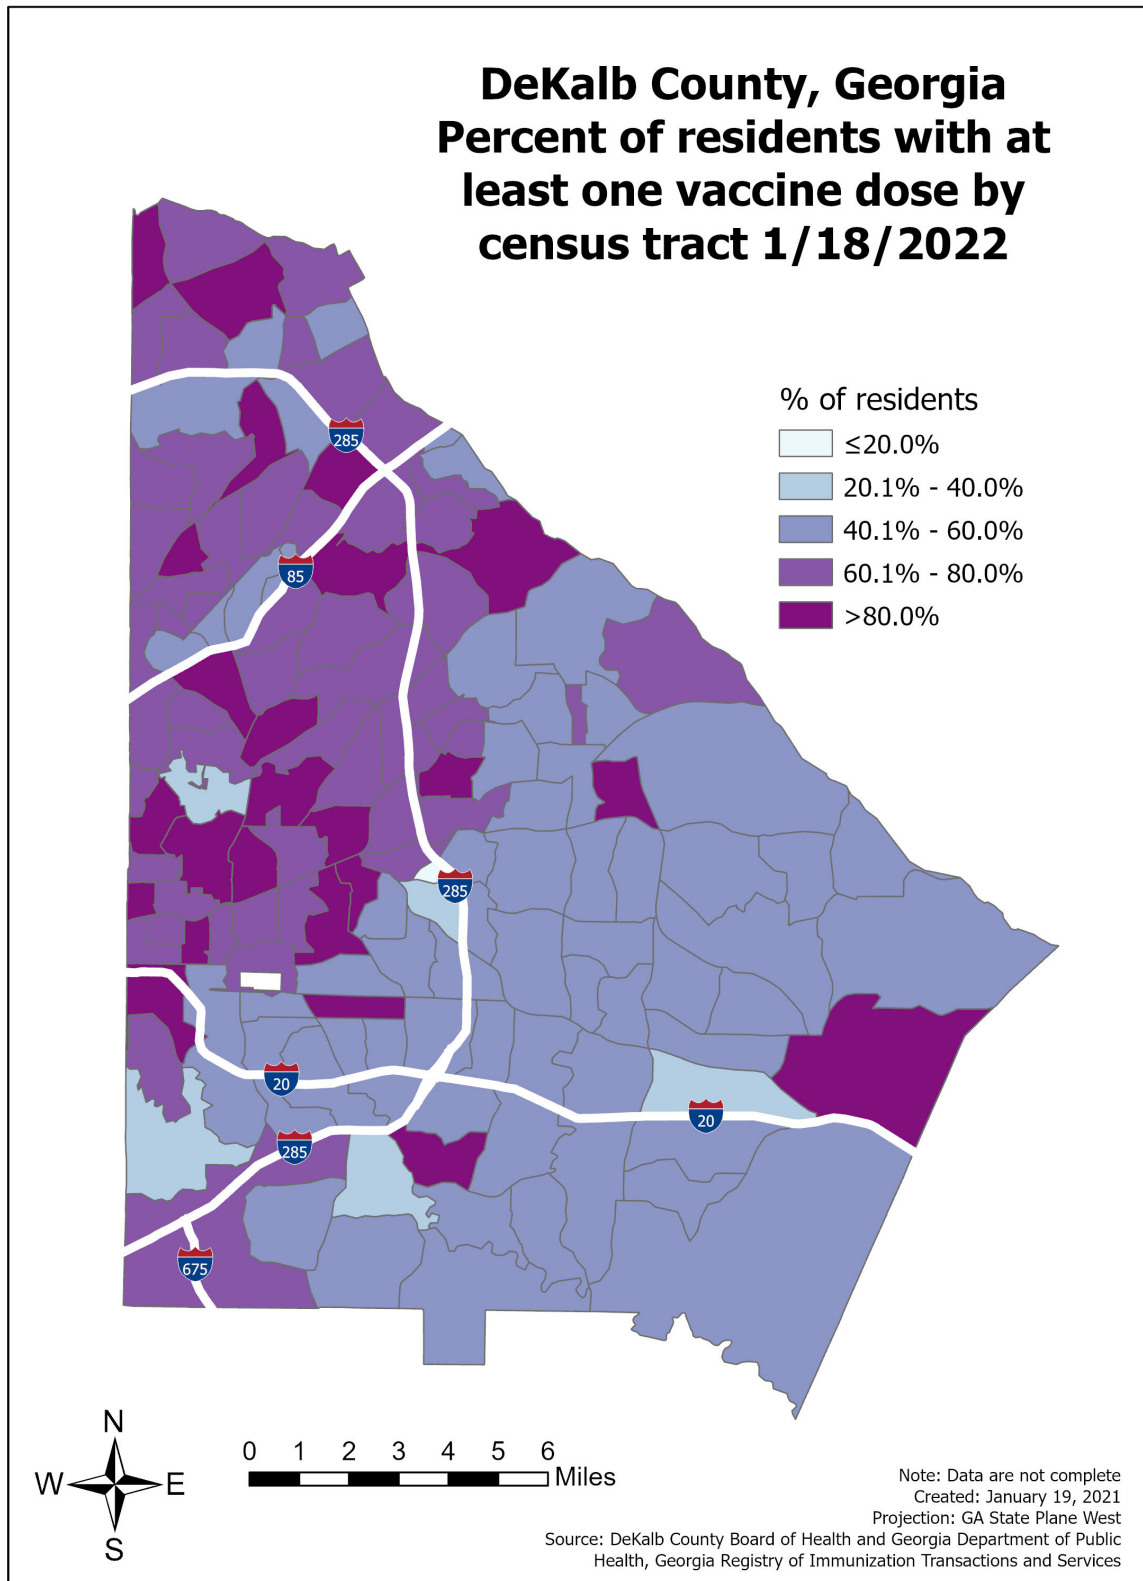 DeKalb County, Georgia
Percent of residents with at
least one vaccine dose by
census tract 1/18/2022
% of residents
≤20.0%
20.1% - 40.0%
40.1% - 60.0%
60.1% - 80.0%
>80.0%
285
85
285
20
20
285
675
N
W E
S
0 1 2 3 4 5 6
Miles
Note: Data are not complete
Created: January 19, 2021
Projection: GA State Plane West
Source: DeKalb County Board of Health and Georgia Department of Public
Health, Georgia Registry of Immunization Transactions and Services